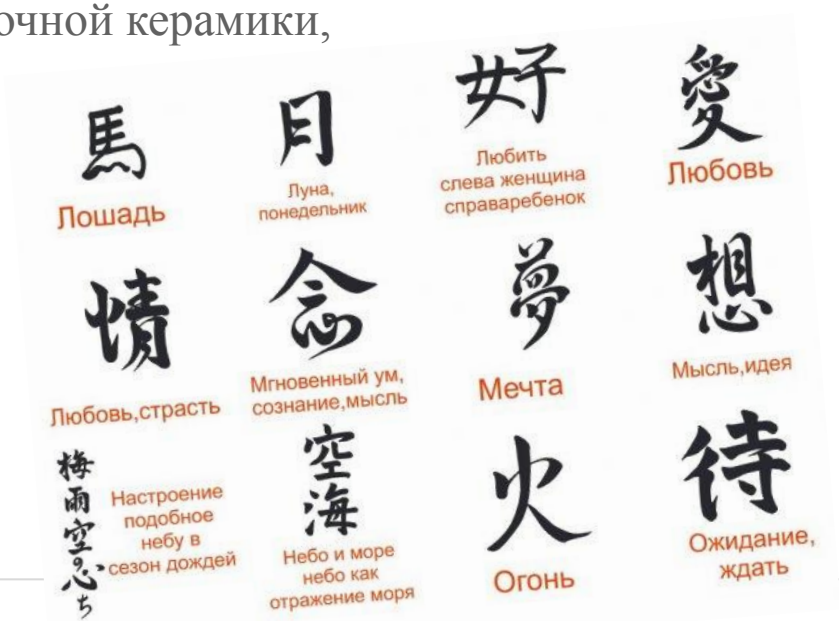 очной керамики,
馬
Лошадь
月
Луна,
понедельник
好
Любить
слева женщина
справаребенок
愛
Любовь
情
Любовь,страсть
念
Мгновенный ум,
сознание,мысль
夢
Мечта
想
Мысль,идея
梅
雨
空
の
心
ち
Настроение
подобное
небу в
сезон дождей
空
海
Небо и море
небо как
отражение моря
火
Огонь
待
Ожидание,
ждать